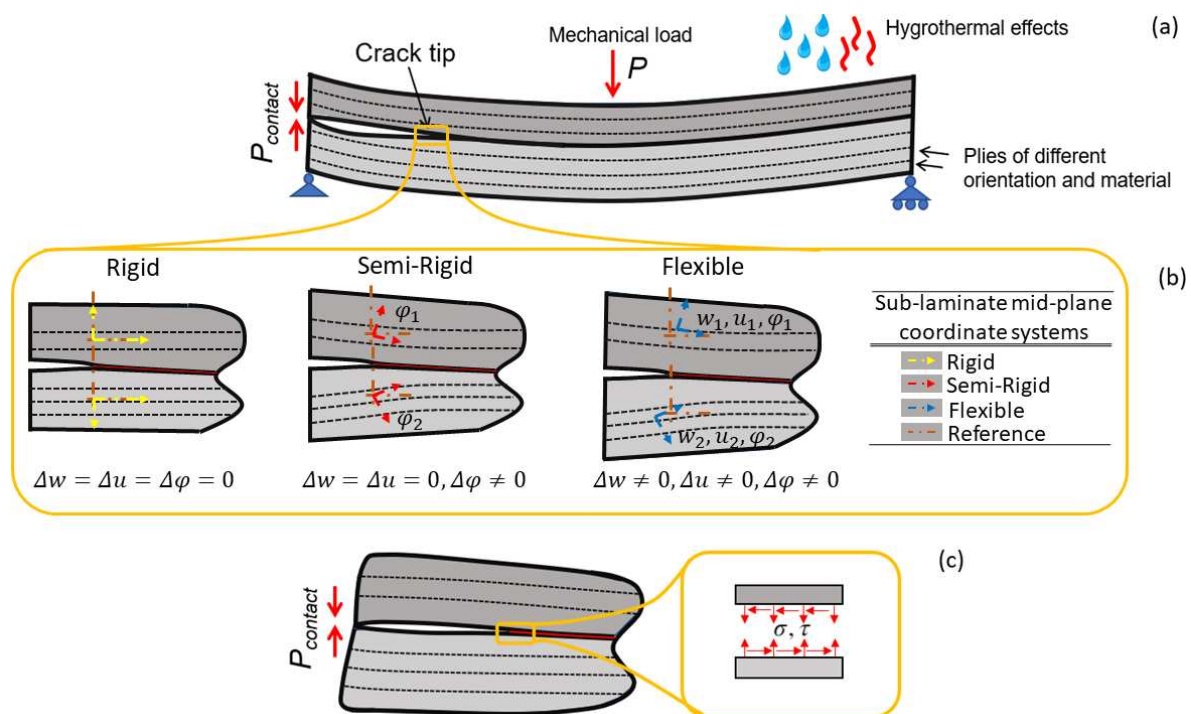 (a)
Hygrothermal effects
Mechanical load
Crack tip
P
P_contact
Plies of different
orientation and material
(b)
Rigid
Semi-Rigid
Flexible
φ₁
φ₂
w₁, u₁, φ₁
w₂, u₂, φ₂
Δw = Δu = Δφ = 0
Δw = Δu = 0, Δφ ≠ 0
Δw ≠ 0, Δu ≠ 0, Δφ ≠ 0
Sub-laminate mid-plane
coordinate systems
Rigid
Semi-Rigid
Flexible
Reference
(c)
P_contact
σ, τ